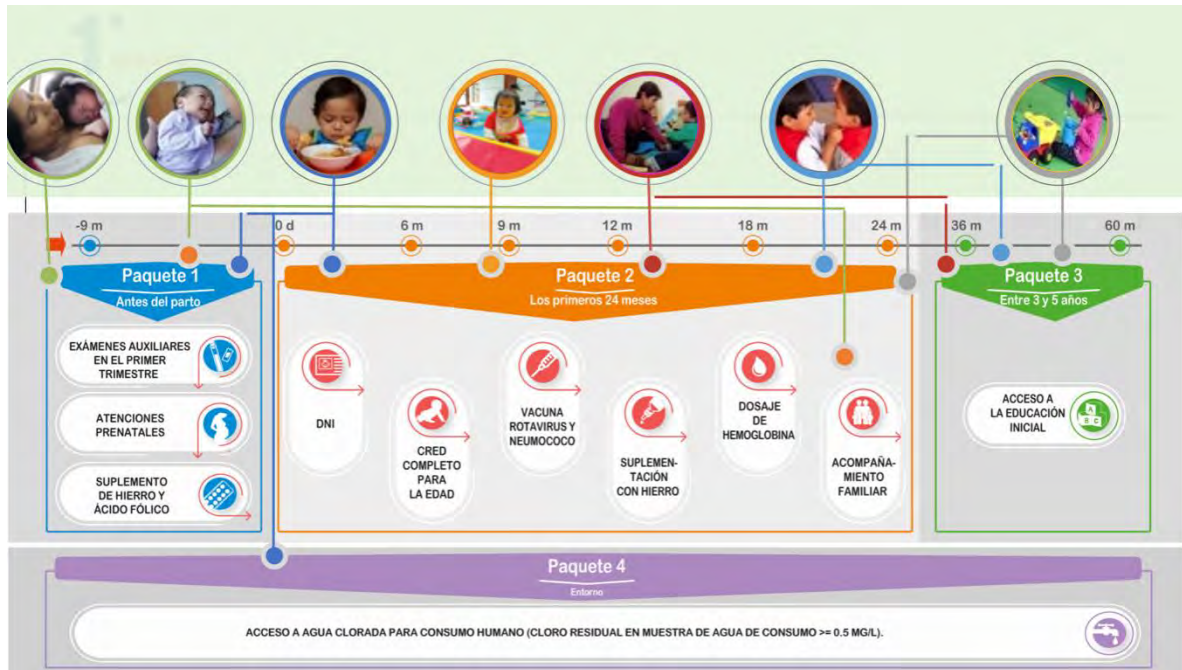 -9 m
0 d
6 m
9 m
12 m
18 m
24 m
36 m
60 m
Paquete 1
Antes del parto
EXÁMENES AUXILIARES
EN EL PRIMER
TRIMESTRE
ATENCIONES
PRENATALES
SUPLEMENTO
DE HIERRO Y
ÁCIDO FÓLICO
Paquete 2
Los primeros 24 meses
DNI
CRED
COMPLETO
PARA
LA EDAD
VACUNA
ROTAVIRUS Y
NEUMOCOCO
SUPLEMEN-
TACIÓN
CON HIERRO
DOSAJE
DE
HEMOGLOBINA
ACOMPAÑA-
MIENTO
FAMILIAR
Paquete 3
Entre 3 y 5 años
ACCESO A
LA EDUCACIÓN
INICIAL
A
B C
Paquete 4
Entorno
ACCESO A AGUA CLORADA PARA CONSUMO HUMANO (CLORO RESIDUAL EN MUESTRA DE AGUA DE CONSUMO >= 0.5 MG/L).